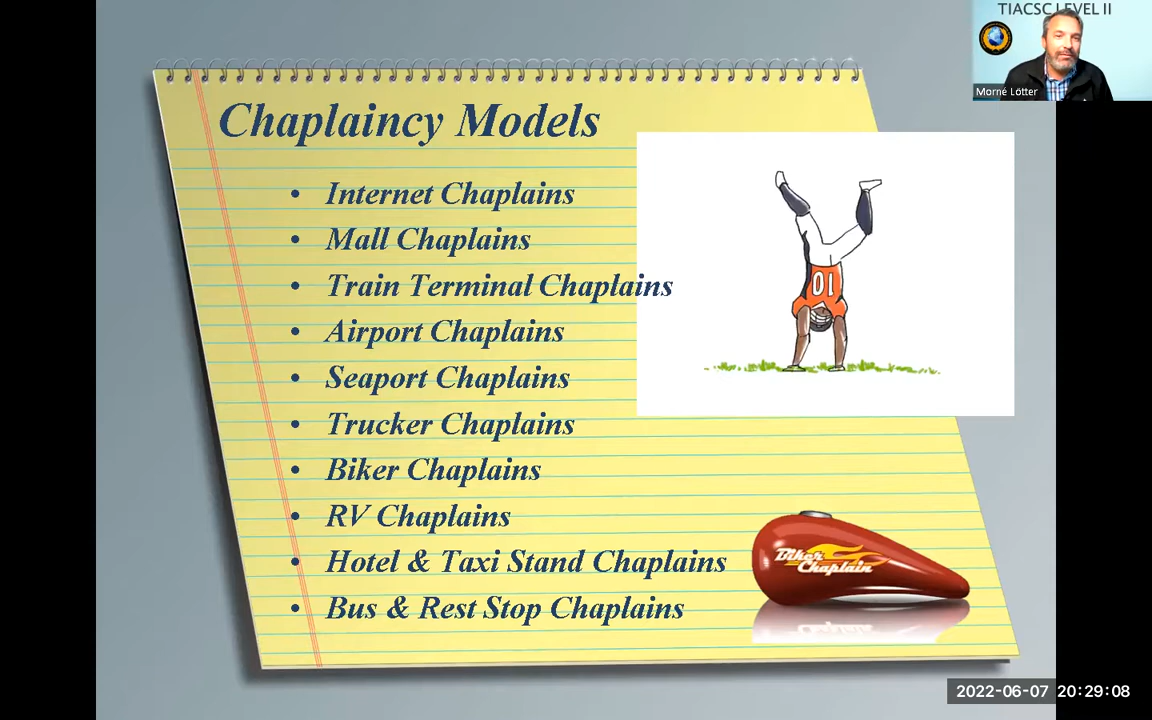 TIACSC LEVEL II
Morné Lötter
Chaplaincy Models
• Internet Chaplains
• Mall Chaplains
• Train Terminal Chaplains
• Airport Chaplains
• Seaport Chaplains
• Trucker Chaplains
• Biker Chaplains
• RV Chaplains
• Hotel & Taxi Stand Chaplains
• Bus & Rest Stop Chaplains
10
Biker
Chaplain
2022-06-07 20:29:08